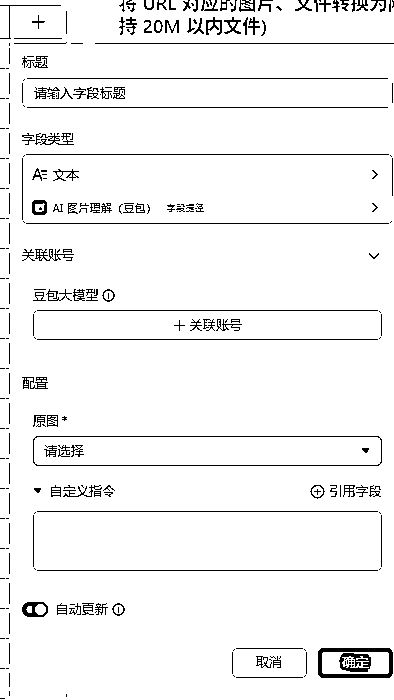 将 URL 对应的图片、文件转换为附
持 20M 以内文件)
标题
请输入字段标题
字段类型
文本
AI 图片理解（豆包） 字段捷径
关联账号
豆包大模型
+ 关联账号
配置
原图 *
请选择
自定义指令 引用字段
自动更新
取消 确定